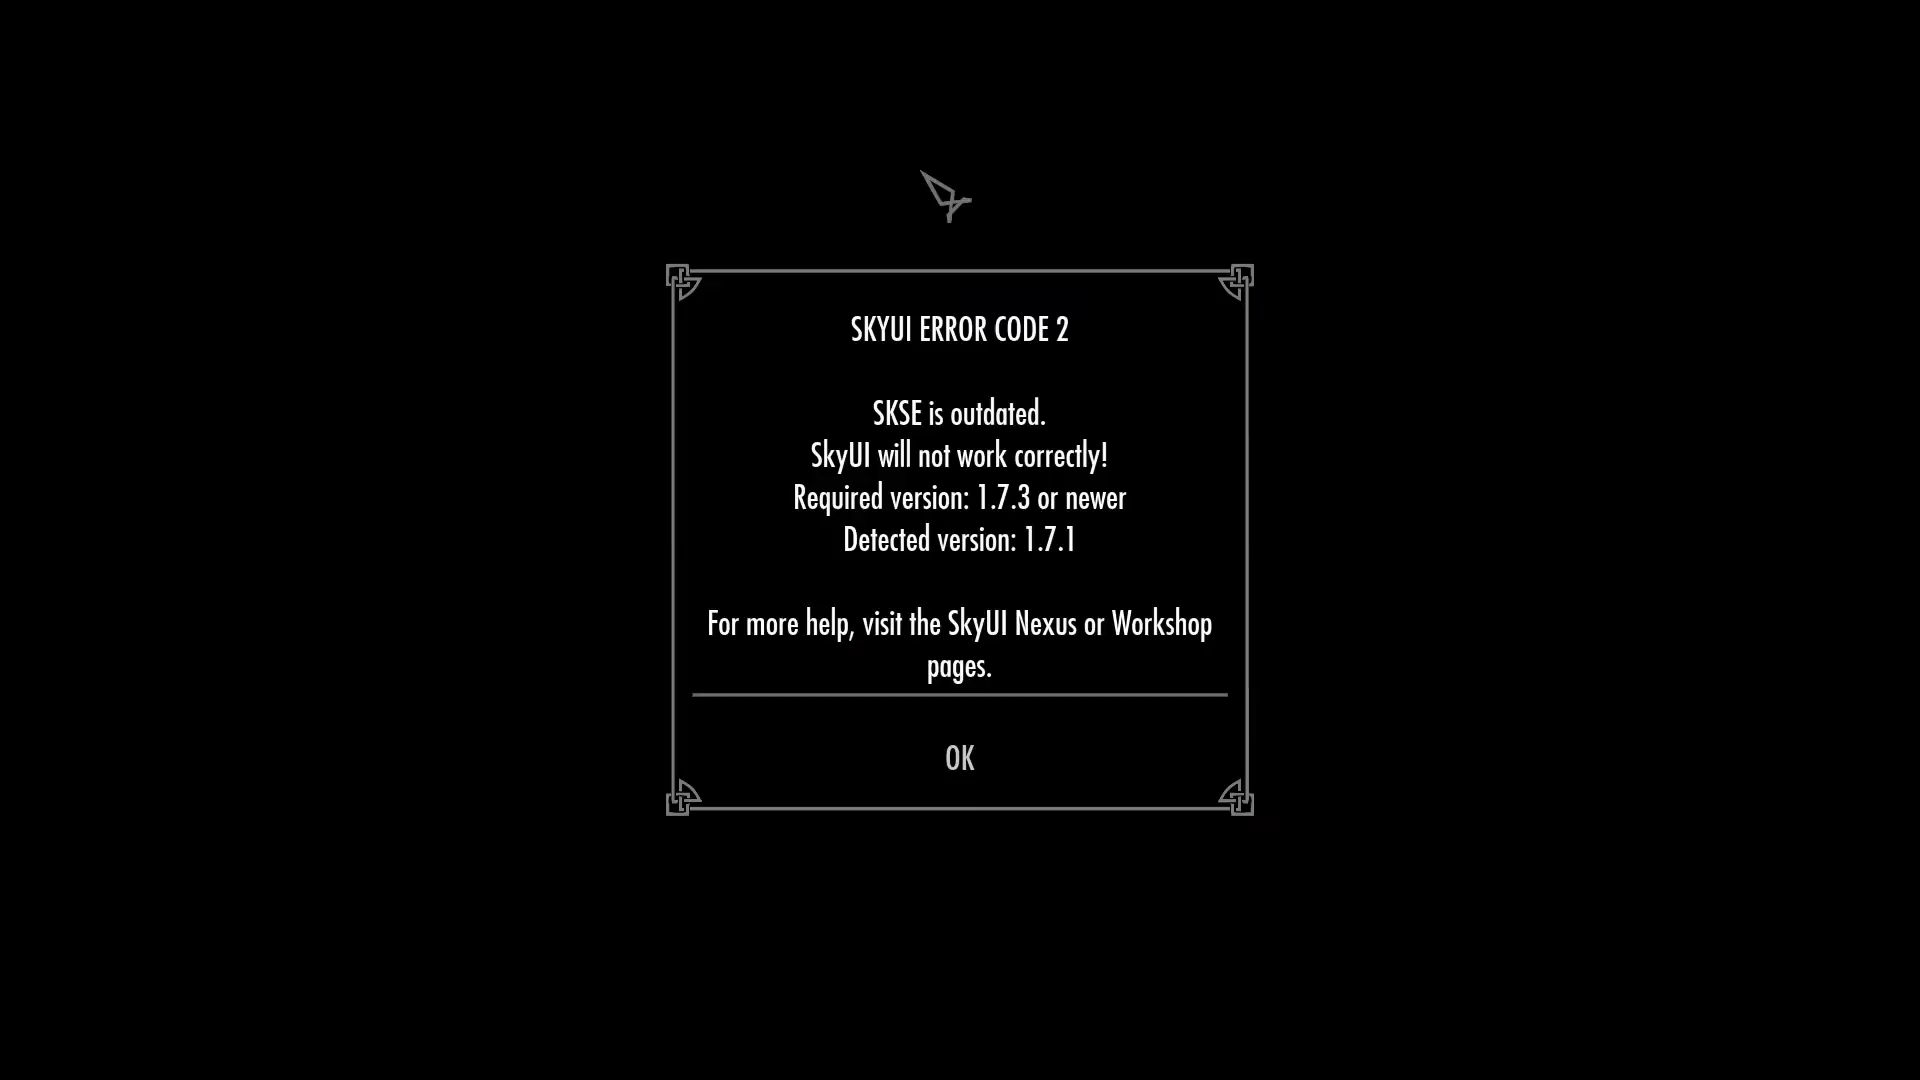 SKYUI ERROR CODE 2
SKSE is outdated.
SkyUI will not work correctly!
Required version: 1.7.3 or newer
Detected version: 1.7.1
For more help, visit the SkyUI Nexus or Workshop
pages.
OK